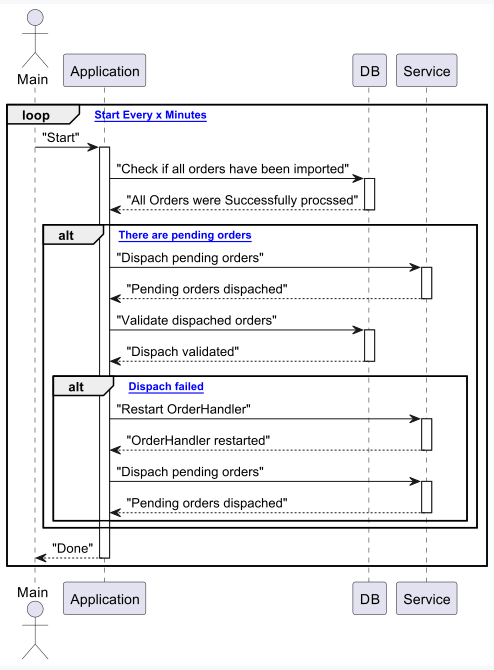 Main
Application
DB
Service
loop
Start Every x Minutes
"Start"
"Check if all orders have been imported"
"All Orders were Successfully procssed"
alt
There are pending orders
"Dispach pending orders"
"Pending orders dispached"
"Validate dispached orders"
"Dispach validated"
alt
Dispach failed
"Restart OrderHandler"
"OrderHandler restarted"
"Dispach pending orders"
"Pending orders dispached"
"Done"
Main
Application
DB
Service